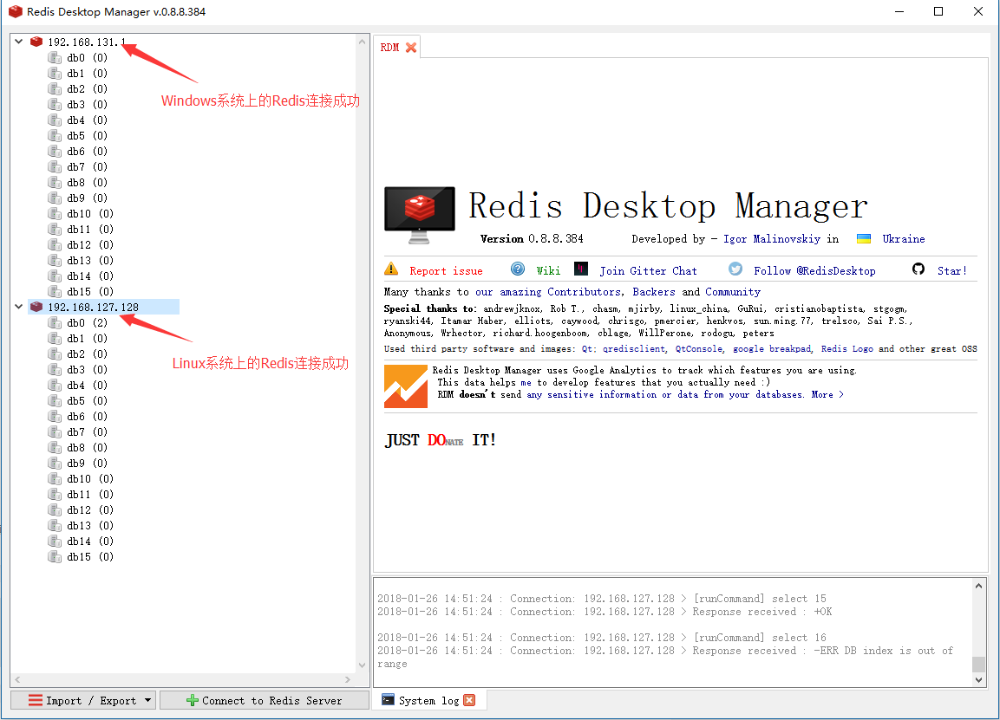 Redis Desktop Manager v.0.8.8.384
192.168.131.1
db0 (0)
db1 (0)
db2 (0)
db3 (0)
db4 (0)
db5 (0)
db6 (0)
db7 (0)
db8 (0)
db9 (0)
db10 (0)
db11 (0)
db12 (0)
db13 (0)
db14 (0)
db15 (0)
Windows系统上的Redis连接成功
192.168.127.128
db0 (2)
db1 (0)
db2 (0)
db3 (0)
db4 (0)
db5 (0)
db6 (0)
db7 (0)
db8 (0)
db9 (0)
db10 (0)
db11 (0)
db12 (0)
db13 (0)
db14 (0)
db15 (0)
Linux系统上的Redis连接成功
Import / Export
Connect to Redis Server
RDM
Redis Desktop Manager
Version 0.8.8.384 Developed by - Igor Malinovskiy in Ukraine
Report issue Wiki Join Gitter Chat Follow @RedisDesktop Star!
Many thanks to our amazing Contributors, Backers and Community
Special thanks to: andrewjknox, Rob T., chasm, mjirby, linux_china, GuRui, cristianobaptista, stgogm,
ryanski44, Itamar Haber, elliots, caywood, chrisgo, pmercier, henkvos, sun.ming.77, trelsco, Sai P.S.,
Anonymous, Wrhector, richard.hoogenboom, cblage, WillPerone, rodogu, peters
Used third party software and images: Qt, qredisclient, QtConsole, google breakpad, Redis Logo and other great OSS
Redis Desktop Manager uses Google Analytics to track which features you are using.
This data helps me to develop features that you actually need :)
RDM doesn't send any sensitive information or data from your databases. More >
JUST DONATE IT!
2018-01-26 14:51:24 : Connection: 192.168.127.128 > [runCommand] select 15
2018-01-26 14:51:24 : Connection: 192.168.127.128 > Response received : +OK
2018-01-26 14:51:24 : Connection: 192.168.127.128 > [runCommand] select 16
2018-01-26 14:51:24 : Connection: 192.168.127.128 > Response received : -ERR DB index is out of
range
System log